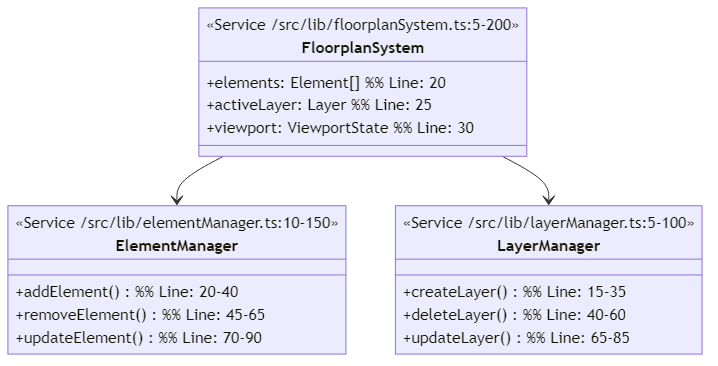 «Service /src/lib/floorplanSystem.ts:5-200»
FloorplanSystem
+elements: Element[] %% Line: 20
+activeLayer: Layer %% Line: 25
+viewport: ViewportState %% Line: 30
«Service /src/lib/elementManager.ts:10-150»
ElementManager
+addElement() : %% Line: 20-40
+removeElement() : %% Line: 45-65
+updateElement() : %% Line: 70-90
«Service /src/lib/layerManager.ts:5-100»
LayerManager
+createLayer() : %% Line: 15-35
+deleteLayer() : %% Line: 40-60
+updateLayer() : %% Line: 65-85